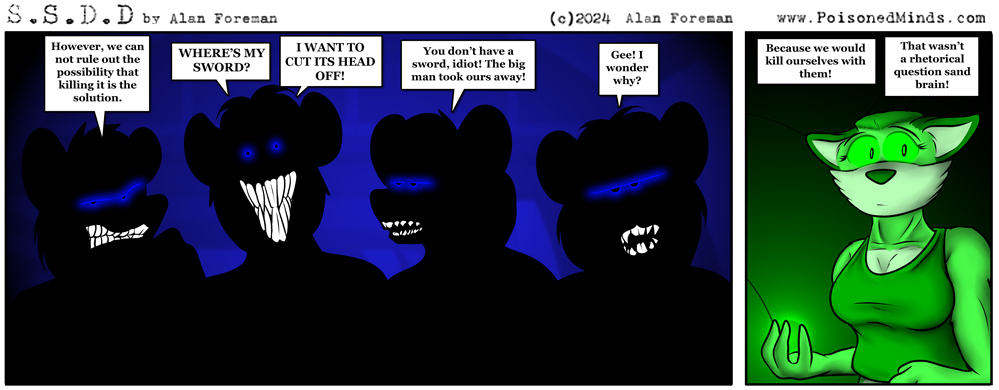 S.S.D.D by Alan Foreman
(c)2024 Alan Foreman
www.PoisonedMinds.com
However, we can
not rule out the
possibility that
killing it is the
solution.
WHERE'S MY
SWORD?
I WANT TO
CUT ITS HEAD
OFF!
You don't have a
sword, idiot! The big
man took ours away!
Gee! I
wonder
why?
Because we would
kill ourselves with
them!
That wasn't
a rhetorical
question sand
brain!